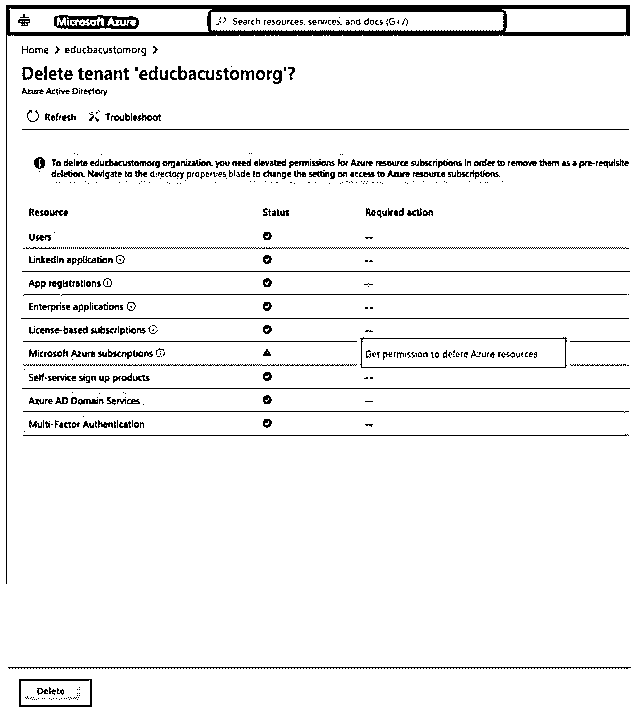 Microsoft Azure
Search resources, services, and docs (G+/)
Home > educbacustomorg >
Delete tenant 'educbacustomorg'?
Azure Active Directory
Refresh Troubleshoot
To delete educbacustomorg organization, you need elevated permissions for Azure resource subscriptions in order to remove them as a pre-requisite
deletion. Navigate to the directory properties blade to change the setting on access to Azure resource subscriptions.
Resource Status Required action
Users --
LinkedIn application --
App registrations --
Enterprise applications --
License-based subscriptions --
Microsoft Azure subscriptions Get permission to delete Azure resources
Self-service sign up products --
Azure AD Domain Services --
Multi-Factor Authentication --
Delete